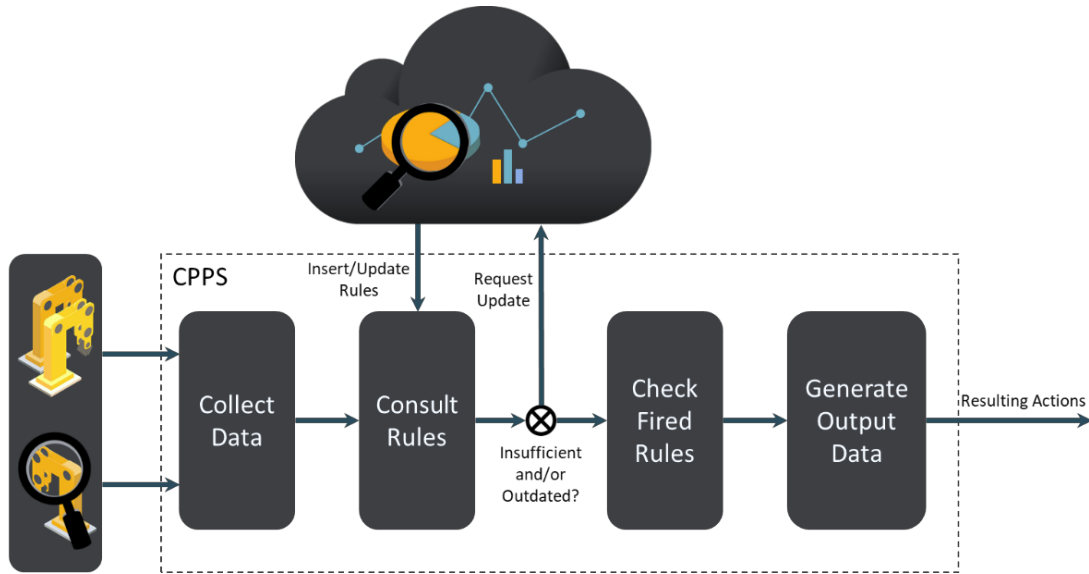 CPPS
Insert/Update
Rules
Request
Update
Collect
Data
Consult
Rules
Insufficient
and/or
Outdated?
Check
Fired
Rules
Generate
Output
Data
Resulting Actions